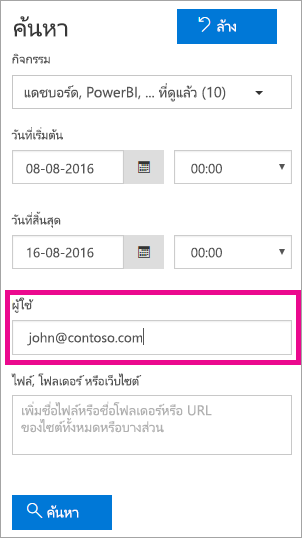 ค้นหา
ล้าง
กิจกรรม
แดชบอร์ด, PowerBI, ... ที่ดูแล้ว (10)
วันที่เริ่มต้น
08-08-2016 00:00
วันที่สิ้นสุด
16-08-2016 00:00
ผู้ใช้
john@contoso.com
ไฟล์, โฟลเดอร์ หรือเว็บไซต์
เพิ่มชื่อไฟล์หรือชื่อโฟลเดอร์หรือ URL
ของไซต์ทั้งหมดหรือบางส่วน
ค้นหา